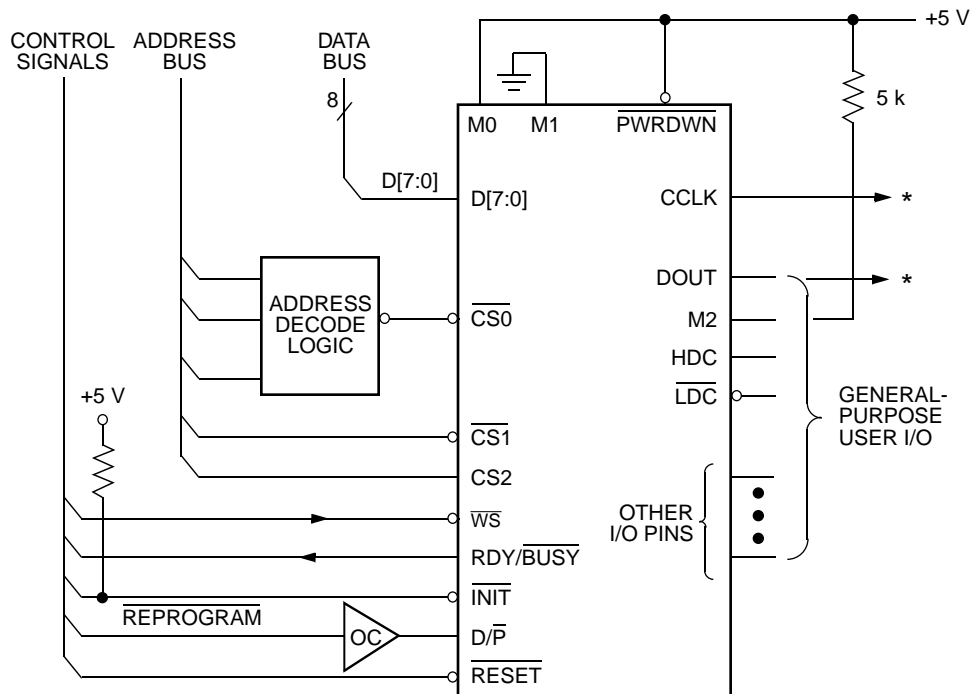 +5 V
CONTROL
SIGNALS
ADDRESS
BUS
DATA
BUS
8
5 k
M0
M1
PWRDWN
D[7:0]
D[7:0]
CCLK
*
DOUT
*
ADDRESS
DECODE
LOGIC
CS0
M2
HDC
LDC
+5 V
GENERAL-
PURPOSE
USER I/O
CS1
CS2
OTHER
I/O PINS
WS
RDY/BUSY
INIT
REPROGRAM
OC
D/P
RESET